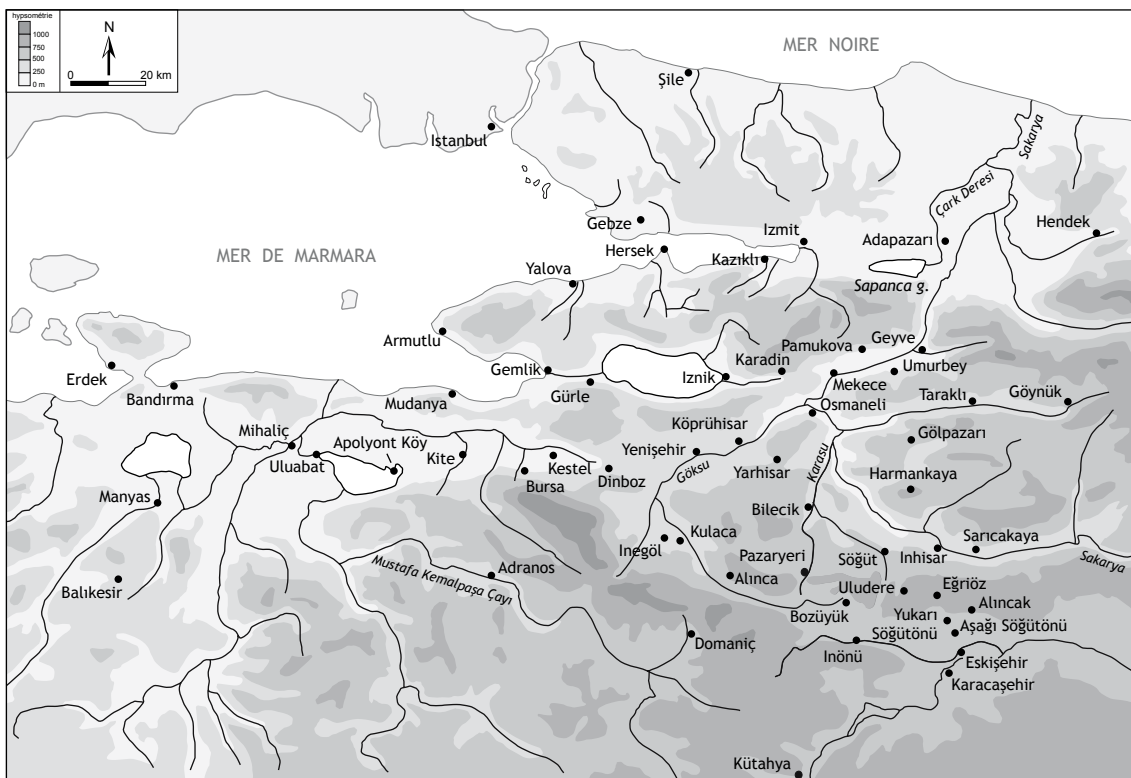 hypsométrie
1000
750
500
250
0 m
N
0 20 km
MER NOIRE
Şile
Istanbul
Sakarya
Çark Deresi
Hendek
Gebze
Izmit
Adapazarı
Hersek
MER DE MARMARA
Kazıklı
Yalova
Sapanca g.
Armutlu
Pamukova
Geyve
Karadin
Erdek
Gemlik
Iznik
Umurbey
Bandırma
Gürle
Mekece
Mudanya
Osmaneli
Taraklı
Göynük
Köprühisar
Mihaliç
Apolyont Köy
Gölpazarı
Uluabat
Kite
Yenişehir
Kestel
Göksu
Yarhisar
Karasu
Bursa
Dinboz
Harmankaya
Manyas
Bilecik
Kulaca
Inegöl
Pazaryeri
Söğüt
Inhisar
Sarıcakaya
Sakarya
Mustafa Kemalpaşa Çayı
Adranos
Alınca
Uludere
Eğriöz
Balıkesir
Bozüyük
Yukarı
Söğütönü
Alıncak
Aşağı Söğütönü
Domaniç
Inönü
Eskişehir
Karacaşehir
Kütahya